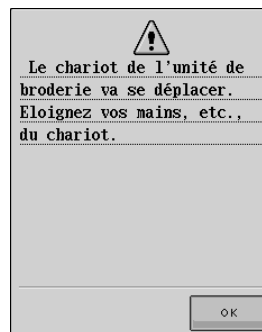 Le chariot de l'unité de
broderie va se déplacer.
Eloignez vos mains, etc.,
du chariot.
OK